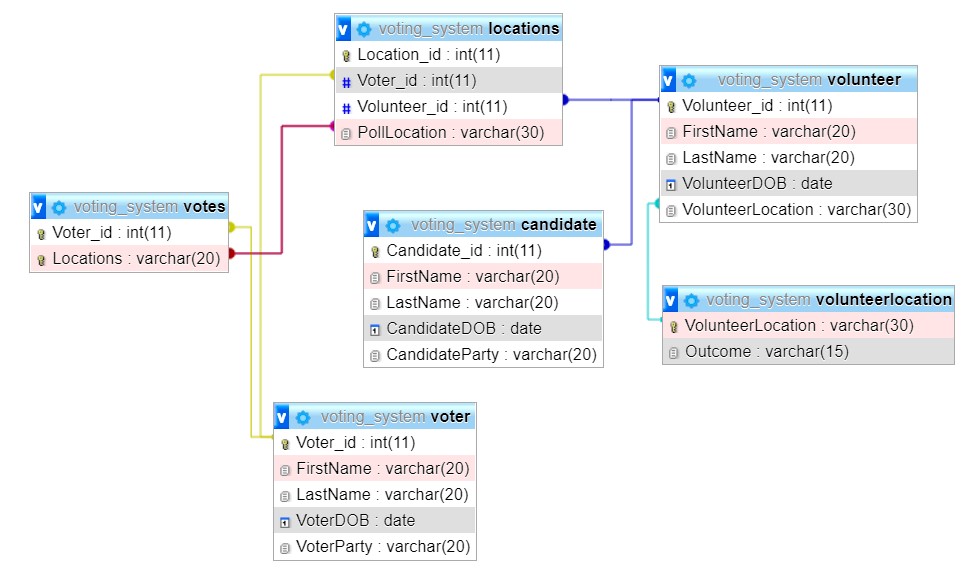 v voting_system locations
Location_id : int(11)
# Voter_id : int(11)
# Volunteer_id : int(11)
PollLocation : varchar(30)
v voting_system volunteer
Volunteer_id : int(11)
FirstName : varchar(20)
LastName : varchar(20)
VolunteerDOB : date
VolunteerLocation : varchar(30)
v voting_system votes
Voter_id : int(11)
Locations : varchar(20)
v voting_system candidate
Candidate_id : int(11)
FirstName : varchar(20)
LastName : varchar(20)
CandidateDOB : date
CandidateParty : varchar(20)
v voting_system volunteerlocation
VolunteerLocation : varchar(30)
Outcome : varchar(15)
v voting_system voter
Voter_id : int(11)
FirstName : varchar(20)
LastName : varchar(20)
VoterDOB : date
VoterParty : varchar(20)